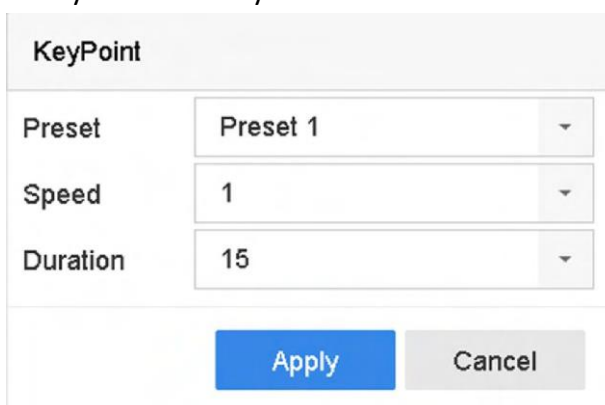 KeyPoint
Preset Preset 1
Speed 1
Duration 15
Apply Cancel